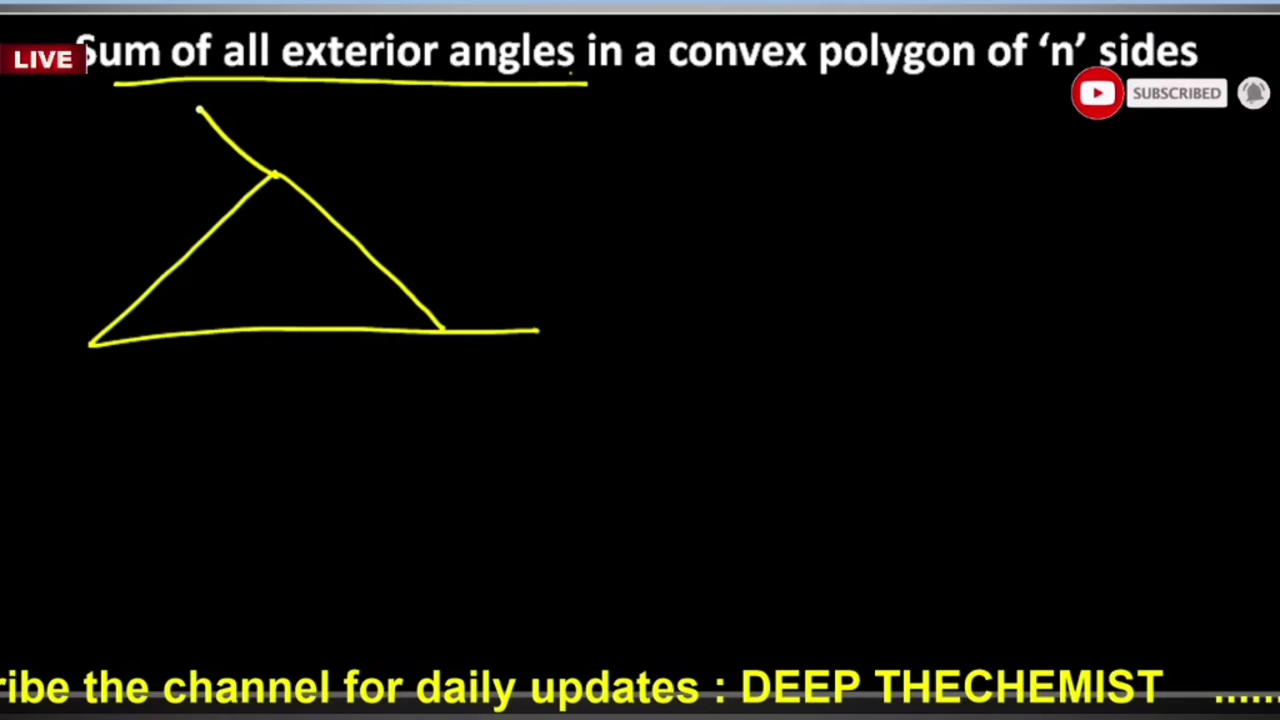 Sum of all exterior angles in a convex polygon of ‘n’ sides
LIVE
SUBSCRIBED
ribe the channel for daily updates : DEEP THECHEMIST ......